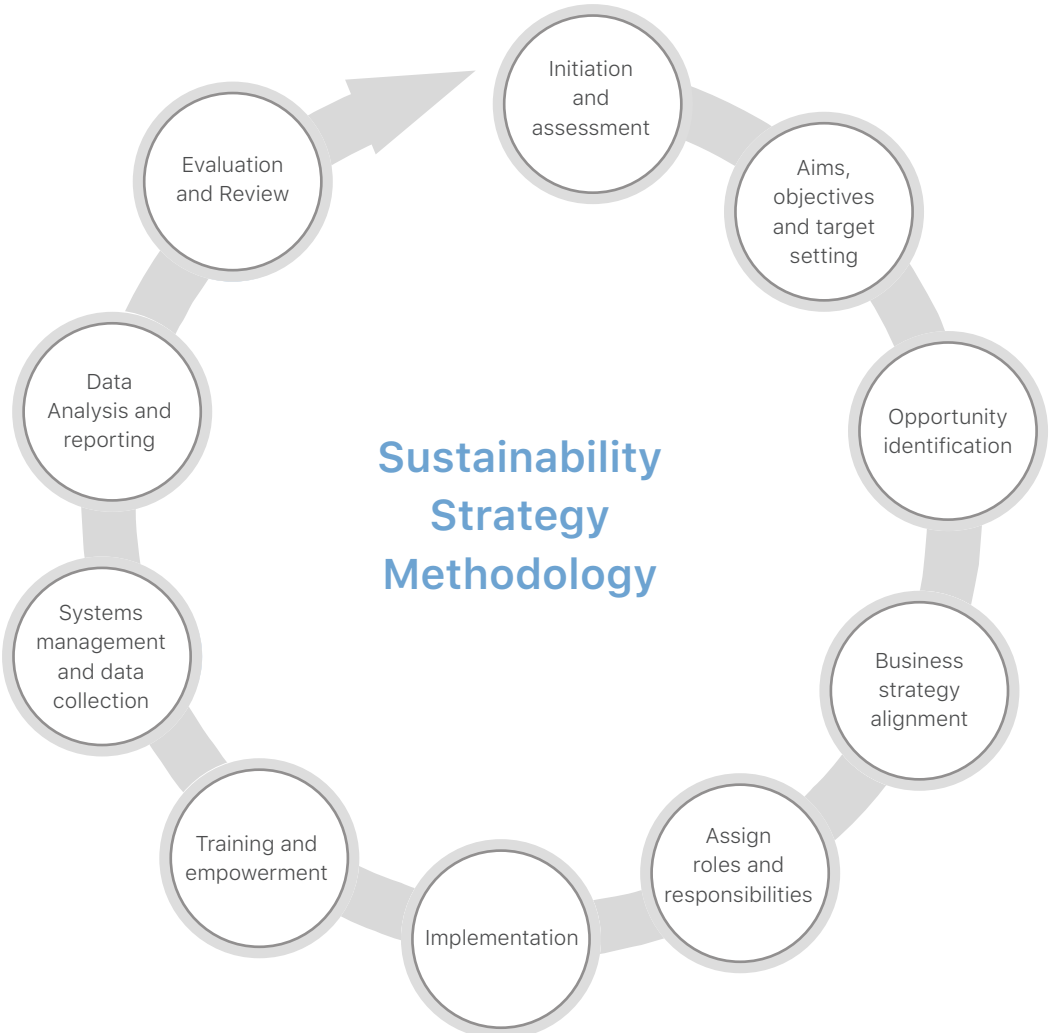 Initiation
and
assessment
Aims,
objectives
and target
setting
Opportunity
identification
Business
strategy
alignment
Assign
roles and
responsibilities
Implementation
Training and
empowerment
Systems
management
and data
collection
Data
Analysis and
reporting
Evaluation
and Review
Sustainability
Strategy
Methodology